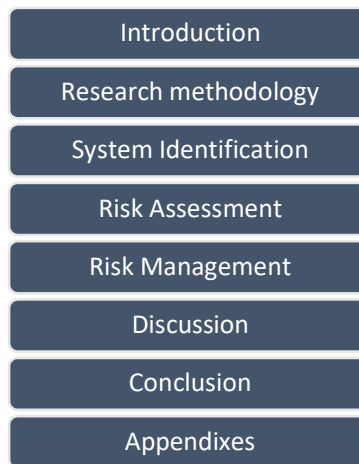 Introduction
Research methodology
System Identification
Risk Assessment
Risk Management
Discussion
Conclusion
Appendixes